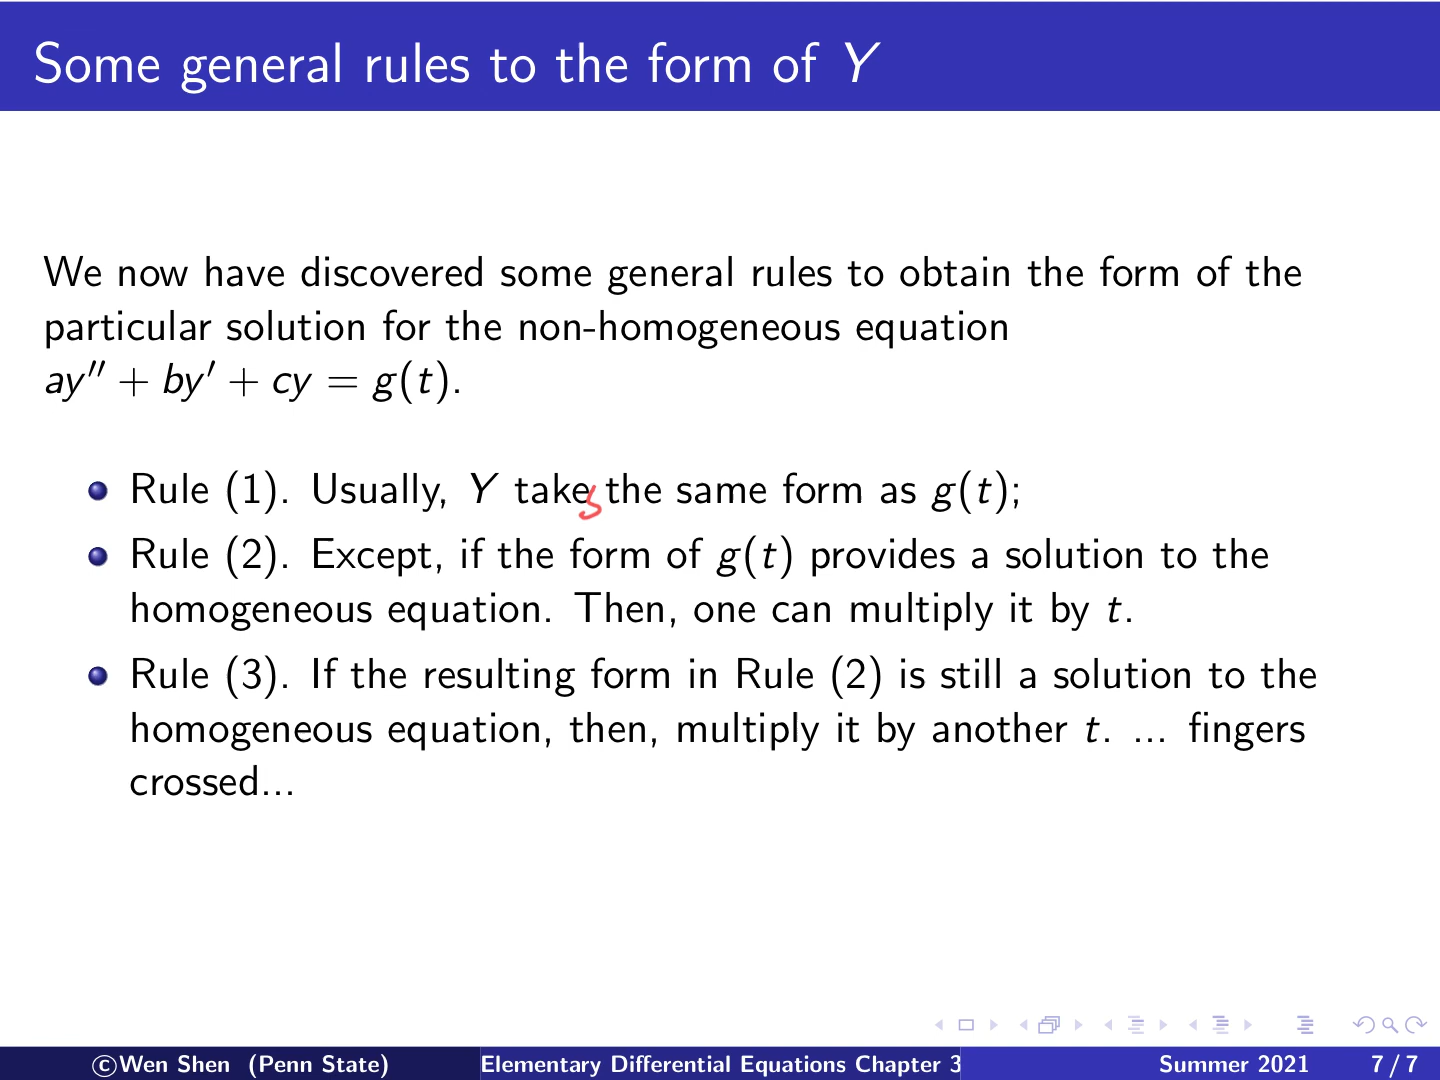 Some general rules to the form of Y
We now have discovered some general rules to obtain the form of the
particular solution for the non-homogeneous equation
ay″ + by′ + cy = g(t).
Rule (1). Usually, Y takes the same form as g(t);
Rule (2). Except, if the form of g(t) provides a solution to the
homogeneous equation. Then, one can multiply it by t.
Rule (3). If the resulting form in Rule (2) is still a solution to the
homogeneous equation, then, multiply it by another t. ... fingers
crossed...
©Wen Shen (Penn State) Elementary Differential Equations Chapter 3 Summer 2021 7 / 7